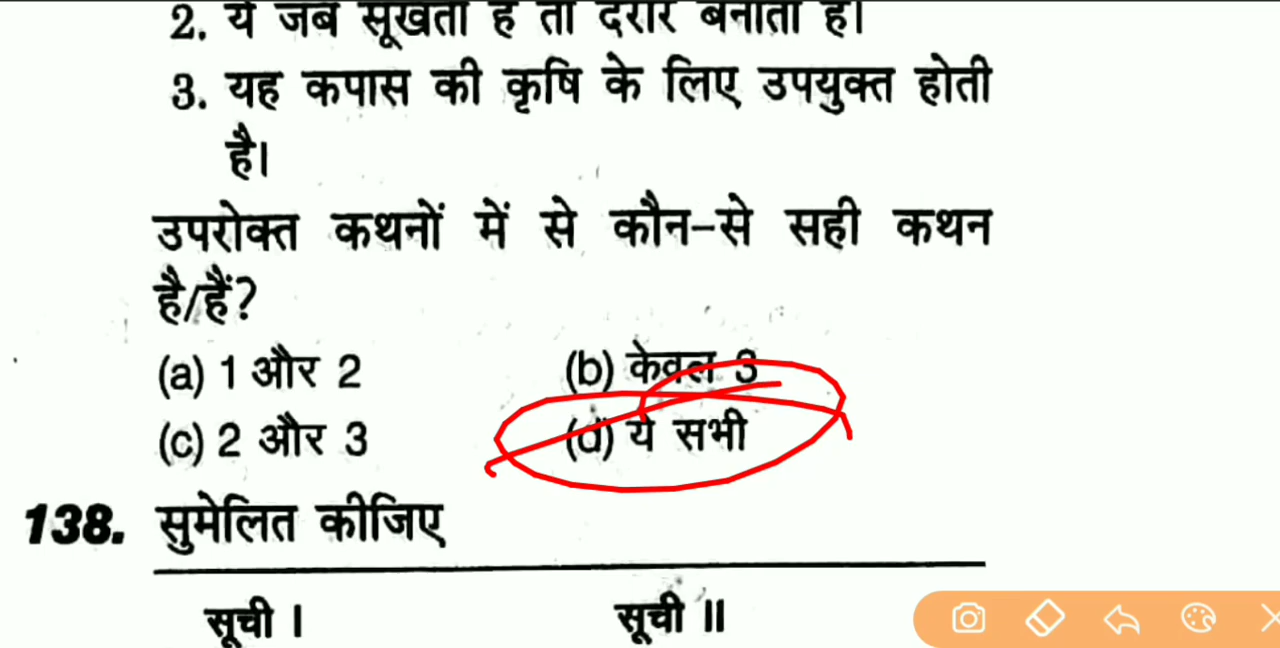 2. ये जब सूखती है तो दरार बनाती है।
3. यह कपास की कृषि के लिए उपयुक्त होती
है।
उपरोक्त कथनों में से कौन-से सही कथन
है/हैं?
(a) 1 और 2 (b) केवल 3
(c) 2 और 3 (d) ये सभी
138. सुमेलित कीजिए
सूची I सूची II